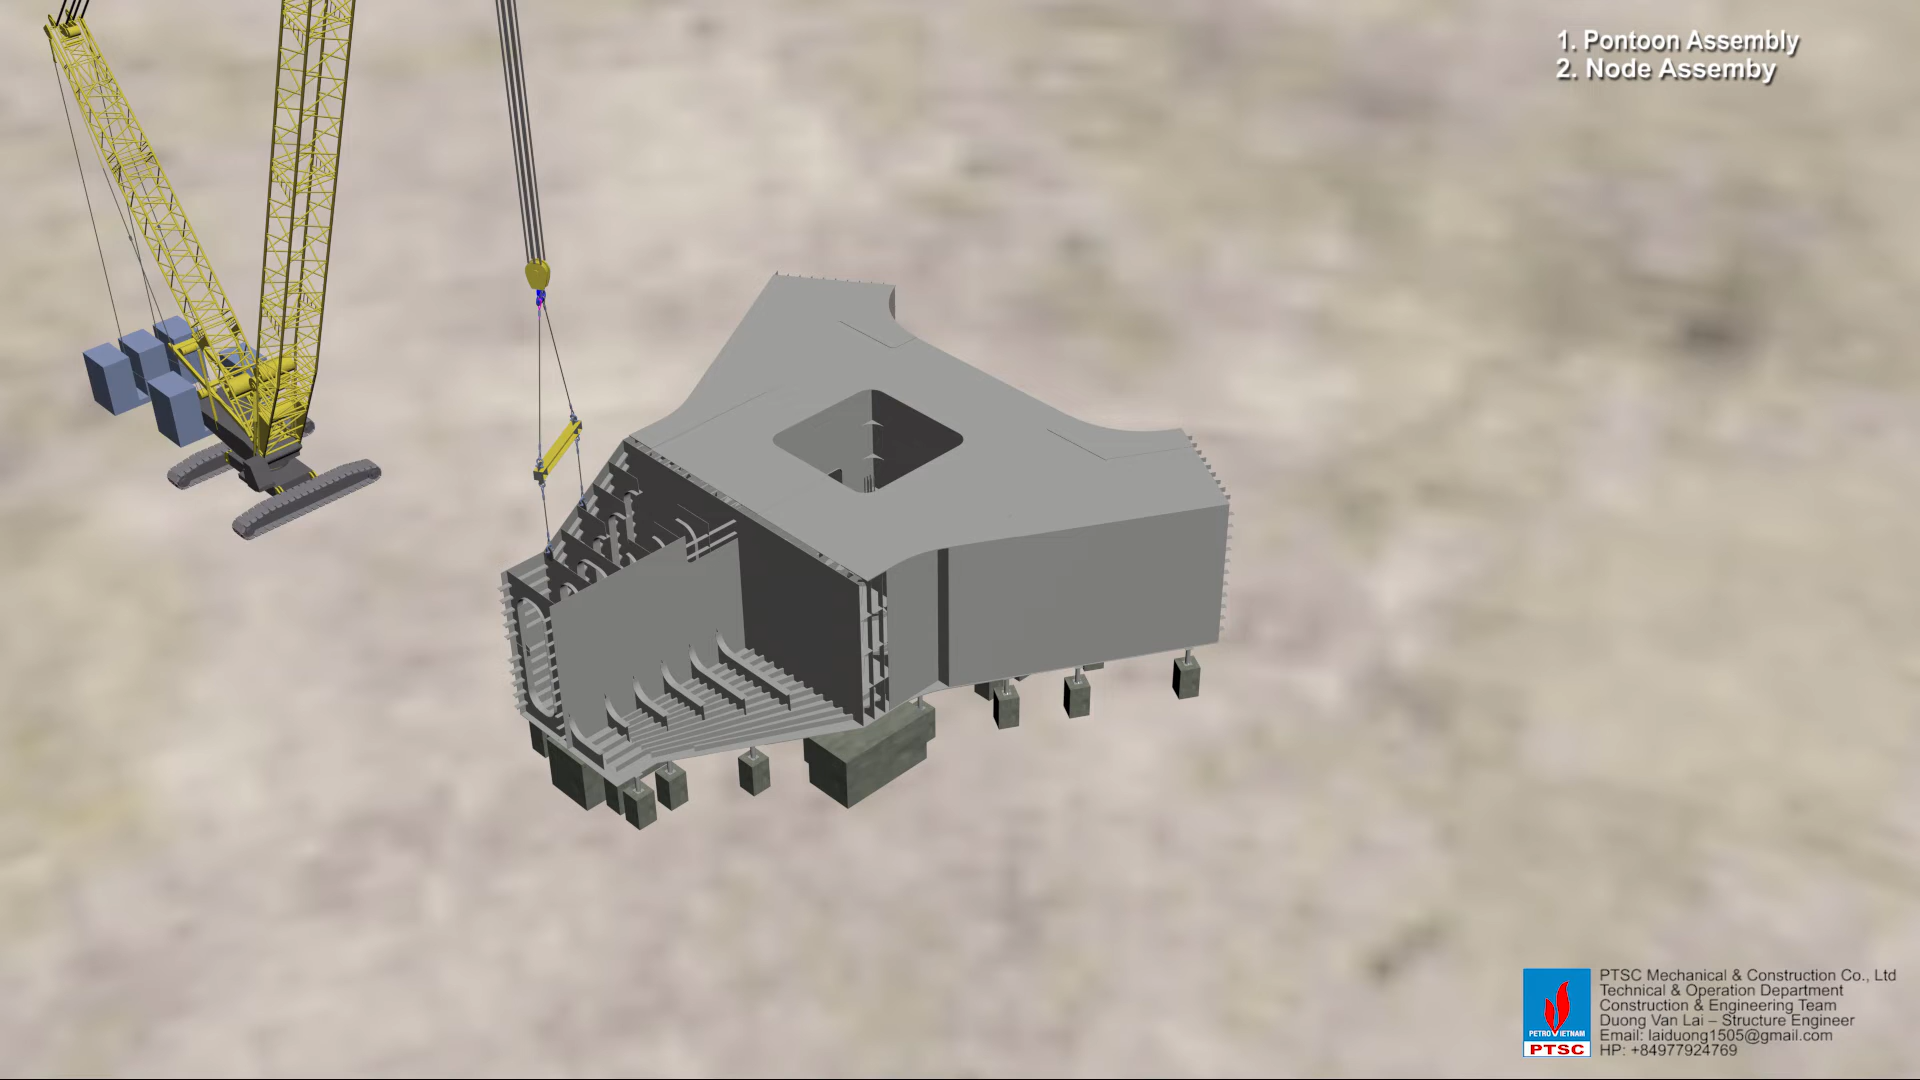 1. Pontoon Assembly
2. Node Assemby
PTSC Mechanical & Construction Co., Ltd
Technical & Operation Department
Construction & Engineering Team
Duong Van Lai – Structure Engineer
Email: laiduong1505@gmail.com
HP: +84977924769
PETROVIETNAM
PTSC